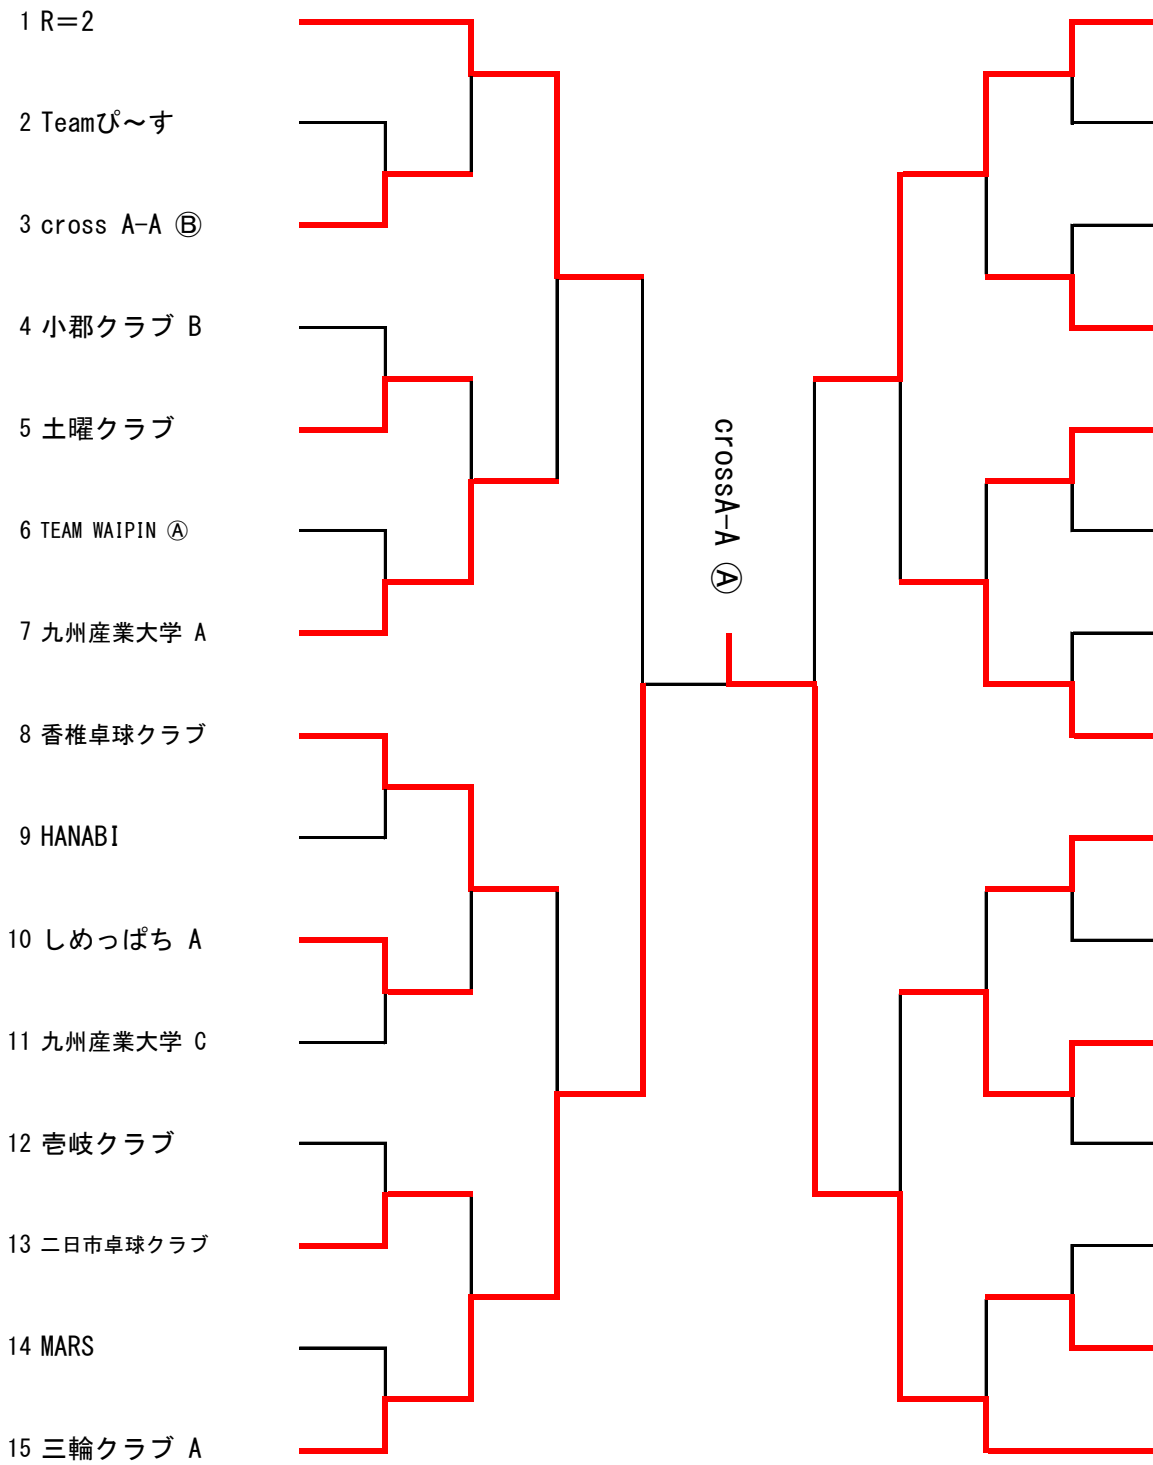 1 R＝2
2 Teamぴ～す
3 cross A-A Ⓑ
4 小郡クラブ B
5 土曜クラブ
6 TEAM WAIPIN Ⓐ
7 九州産業大学 A
8 香椎卓球クラブ
9 HANABI
10 しめっぱち A
11 九州産業大学 C
12 壱岐クラブ
13 二日市卓球クラブ
14 MARS
15 三輪クラブ A
crossA-A Ⓐ